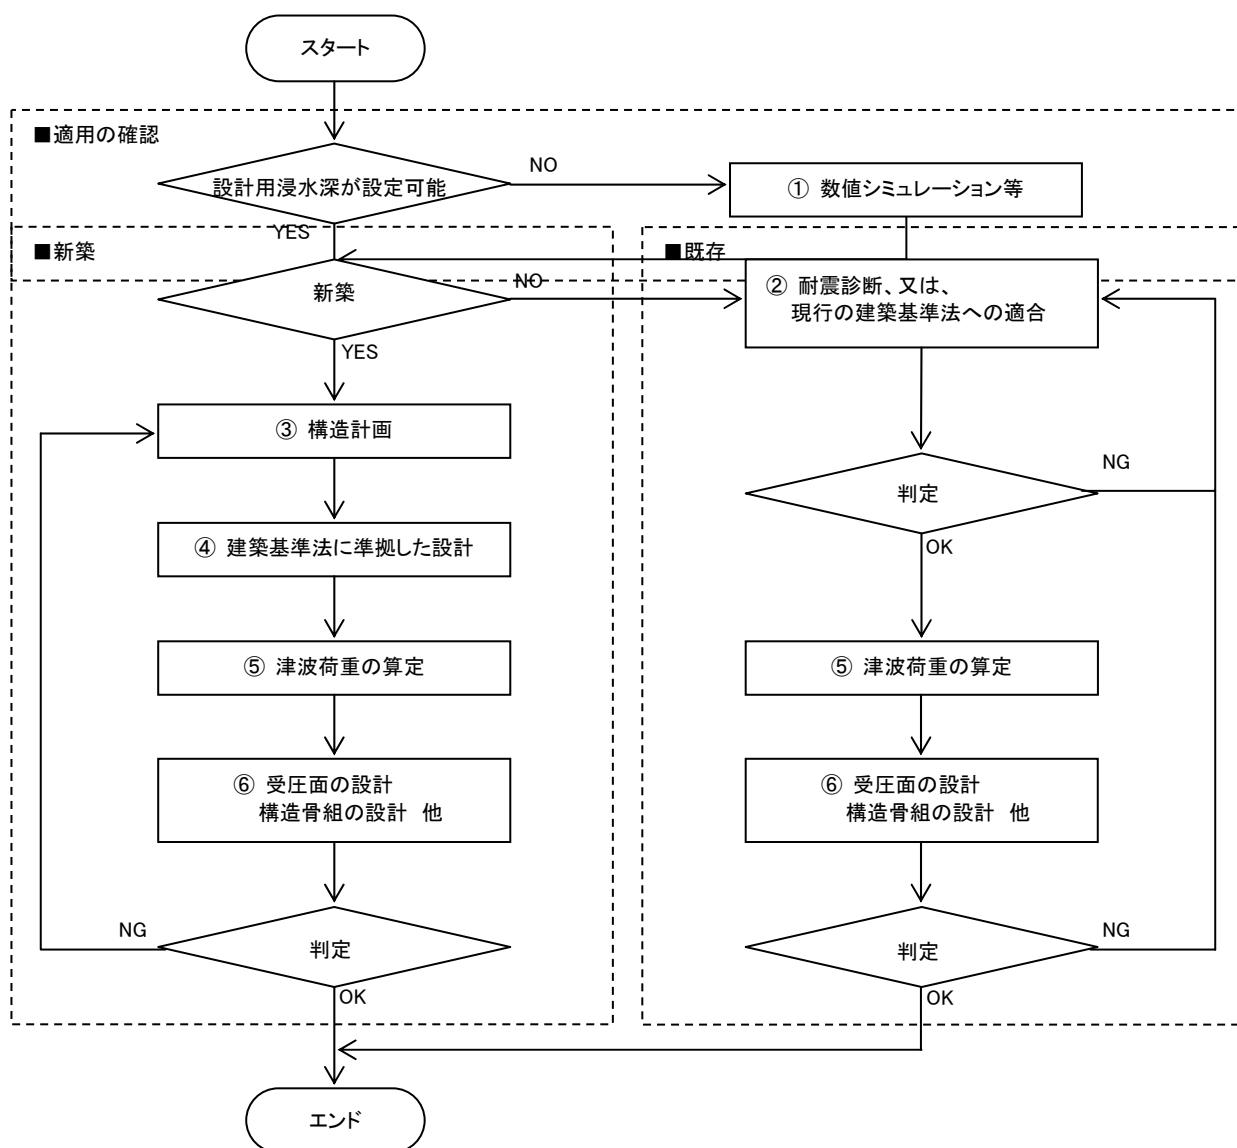 スタート
■適用の確認
設計用浸水深が設定可能
NO
① 数値シミュレーション等
YES
■新築
■既存
新築
NO
② 耐震診断、又は、
現行の建築基準法への適合
YES
③ 構造計画
判定
NG
OK
④ 建築基準法に準拠した設計
⑤ 津波荷重の算定
⑤ 津波荷重の算定
⑥ 受圧面の設計
構造骨組の設計 他
⑥ 受圧面の設計
構造骨組の設計 他
NG
判定
OK
判定
NG
OK
エンド